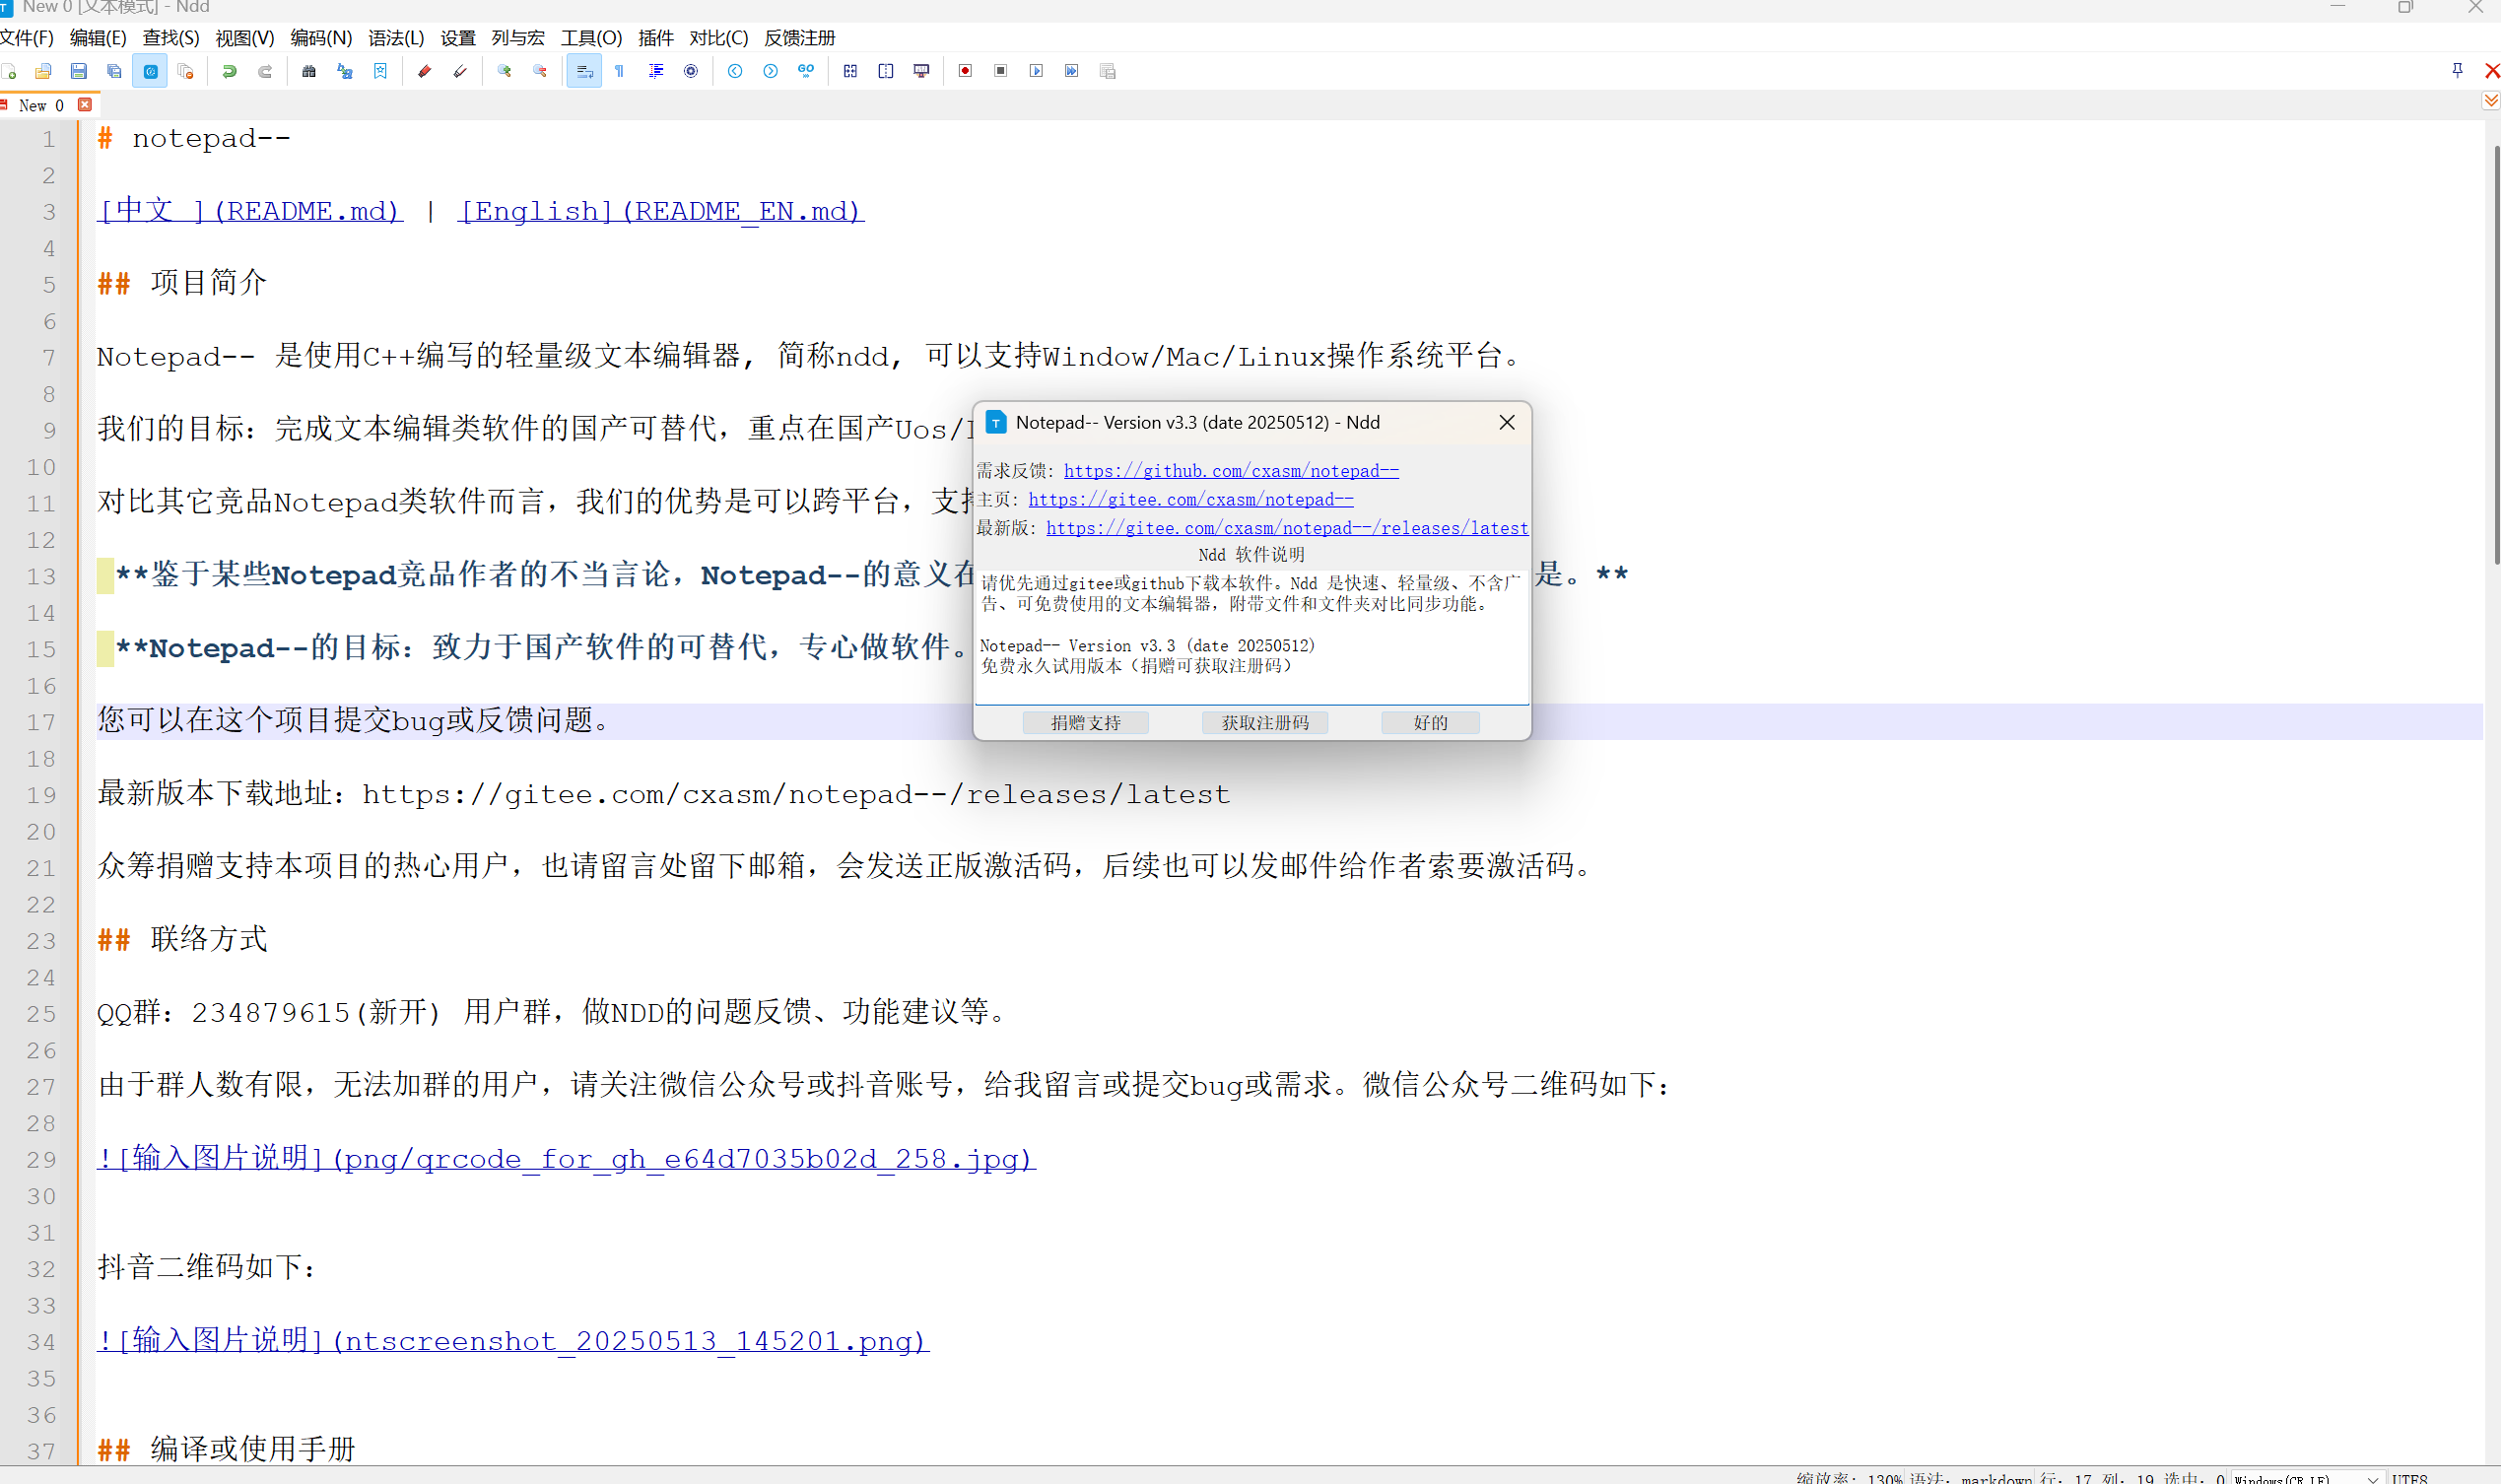 New 0 [文本模式] - Ndd
文件(F) 编辑(E) 查找(S) 视图(V) 编码(N) 语法(L) 设置 列与宏 工具(O) 插件 对比(C) 反馈注册
New 0
1 # notepad--
2
3 [中文 ](README.md) | [English](README_EN.md)
4
5 ## 项目简介
6
7 Notepad-- 是使用C++编写的轻量级文本编辑器, 简称ndd, 可以支持Window/Mac/Linux操作系统平台。
8
9 我们的目标：完成文本编辑类软件的国产可替代，重点在国产Uos/
10
11 对比其它竞品Notepad类软件而言，我们的优势是可以跨平台，支持
12
13 **鉴于某些Notepad竞品作者的不当言论，Notepad--的意义在 是。**
14
15 **Notepad--的目标：致力于国产软件的可替代，专心做软件。
16
17 您可以在这个项目提交bug或反馈问题。
18
19 最新版本下载地址：https://gitee.com/cxasm/notepad--/releases/latest
20
21 众筹捐赠支持本项目的热心用户，也请留言处留下邮箱，会发送正版激活码，后续也可以发邮件给作者索要激活码。
22
23 ## 联络方式
24
25 QQ群：234879615(新开) 用户群，做NDD的问题反馈、功能建议等。
26
27 由于群人数有限，无法加群的用户，请关注微信公众号或抖音账号，给我留言或提交bug或需求。微信公众号二维码如下：
28
29 ![输入图片说明](png/qrcode_for_gh_e64d7035b02d_258.jpg)
30
31
32 抖音二维码如下：
33
34 ![输入图片说明](ntscreenshot_20250513_145201.png)
35
36
37 ## 编译或使用手册
Notepad-- Version v3.3 (date 20250512) - Ndd
需求反馈: https://github.com/cxasm/notepad--
主页: https://gitee.com/cxasm/notepad--
最新版: https://gitee.com/cxasm/notepad--/releases/latest
Ndd 软件说明
请优先通过gitee或github下载本软件。Ndd 是快速、轻量级、不含广
告、可免费使用的文本编辑器，附带文件和文件夹对比同步功能。
Notepad-- Version v3.3 (date 20250512)
免费永久试用版本（捐赠可获取注册码）
捐赠支持 获取注册码 好的
缩放率: 130% 语法: markdown 行: 17 列: 19 选中: 0 Windows(CR LF) UTF8